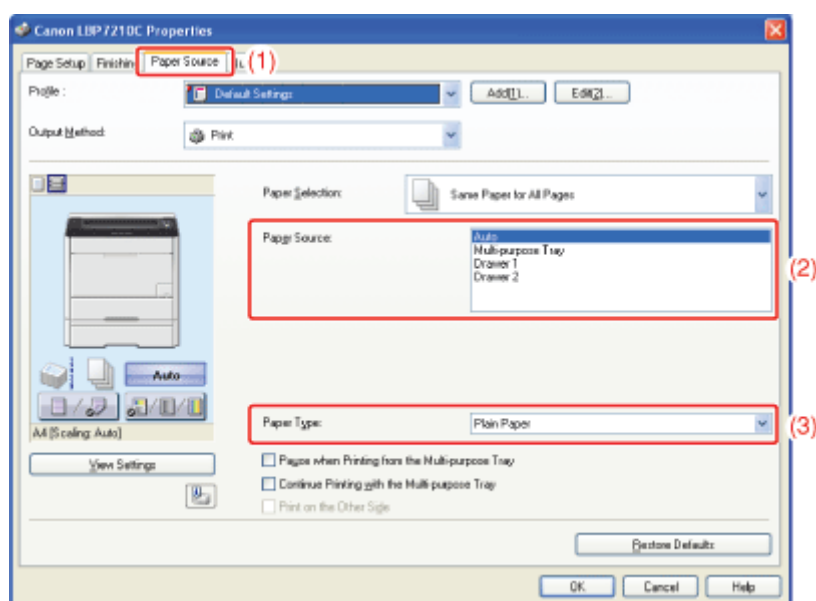 Canon LBP7210C Properties
Page Setup Finishing Paper Source (1)
Profile : Default Settings Add(1)... Edit(2)...
Output Method: Print
Paper Selection: Same Paper for All Pages
Paper Source: Auto
Multi-purpose Tray
Drawer 1
Drawer 2
(2)
Auto
A4 [Scaling: Auto]
Paper Type: Plain Paper (3)
View Settings
Pause when Printing from the Multi-purpose Tray
Continue Printing with the Multi-purpose Tray
Print on the Other Side
Restore Defaults
OK Cancel Help